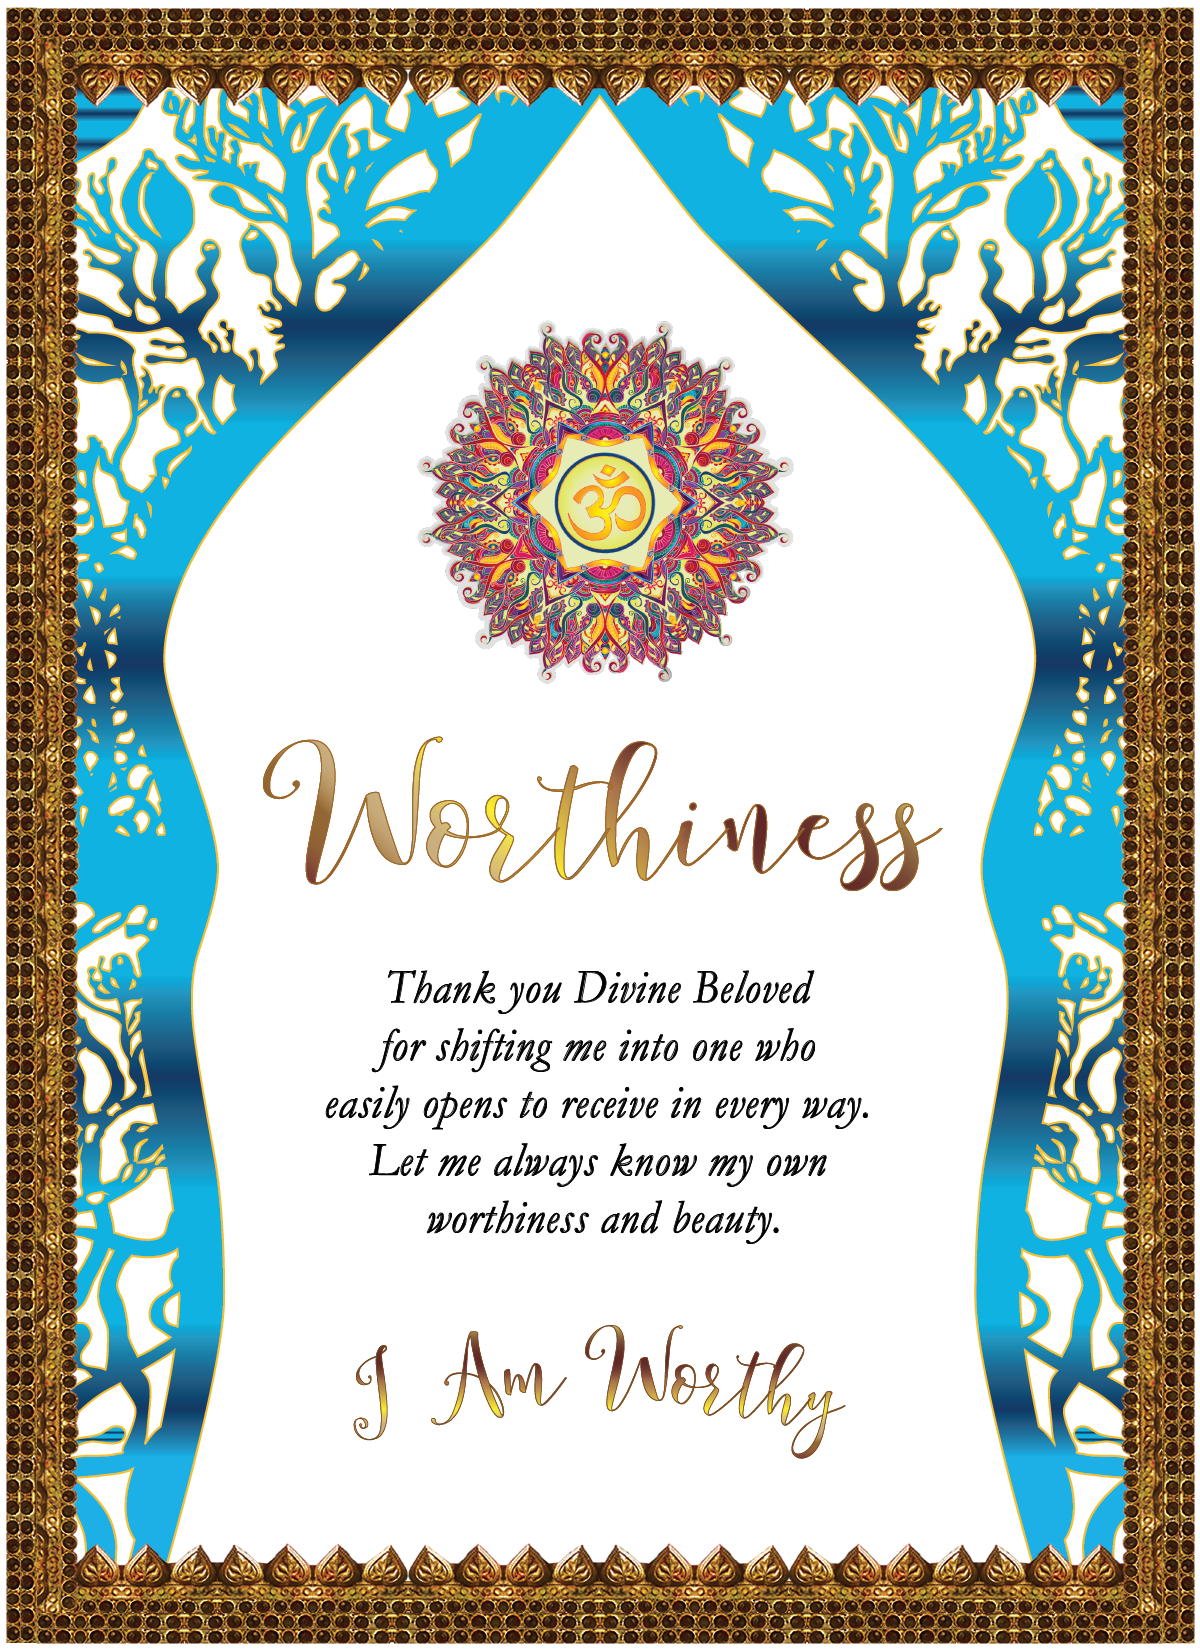 ॐ
Worthiness
Thank you Divine Beloved
for shifting me into one who
easily opens to receive in every way.
Let me always know my own
worthiness and beauty.
I Am Worthy